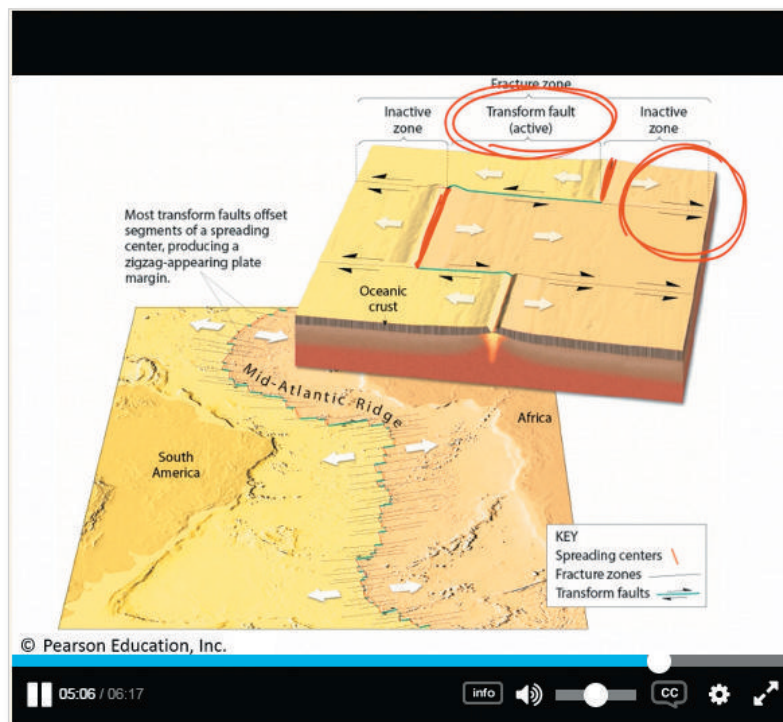 Fracture zone
Inactive
zone
Transform fault
(active)
Inactive
zone
Most transform faults offset
segments of a spreading
center, producing a
zigzag-appearing plate
margin.
Oceanic
crust
Mid-Atlantic Ridge
Africa
South
America
KEY
Spreading centers
Fracture zones
Transform faults
© Pearson Education, Inc.
05:06 / 06:17
info
CC